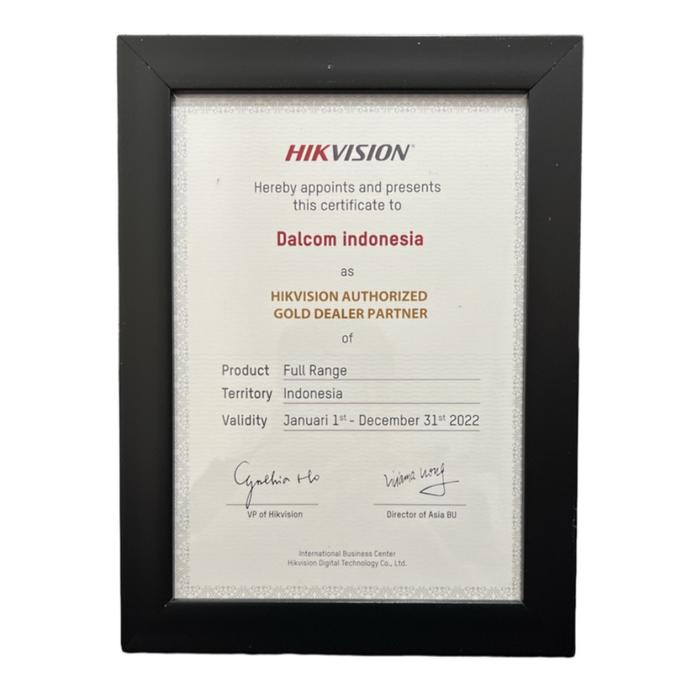 HIKVISION®
Hereby appoints and presents
this certificate to
Dalcom indonesia
as
HIKVISION AUTHORIZED
GOLD DEALER PARTNER
of
Product Full Range
Territory Indonesia
Validity Januari 1st - December 31st 2022
Cynthia Ho
VP of Hikvision Director of Asia BU
International Business Center
Hikvision Digital Technology Co., Ltd.